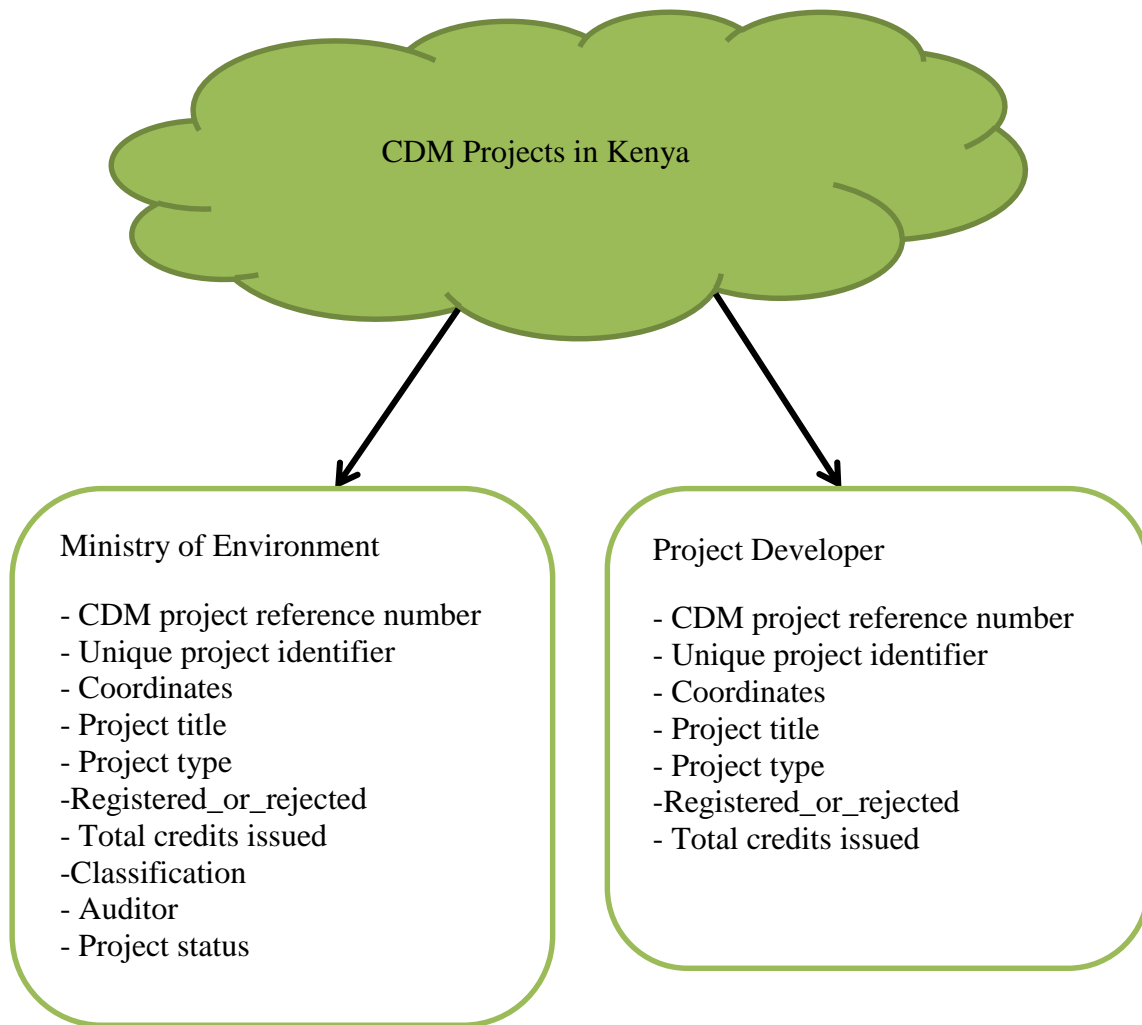 CDM Projects in Kenya
Ministry of Environment
- CDM project reference number
- Unique project identifier
- Coordinates
- Project title
- Project type
-Registered_or_rejected
- Total credits issued
-Classification
- Auditor
- Project status
Project Developer
- CDM project reference number
- Unique project identifier
- Coordinates
- Project title
- Project type
-Registered_or_rejected
- Total credits issued